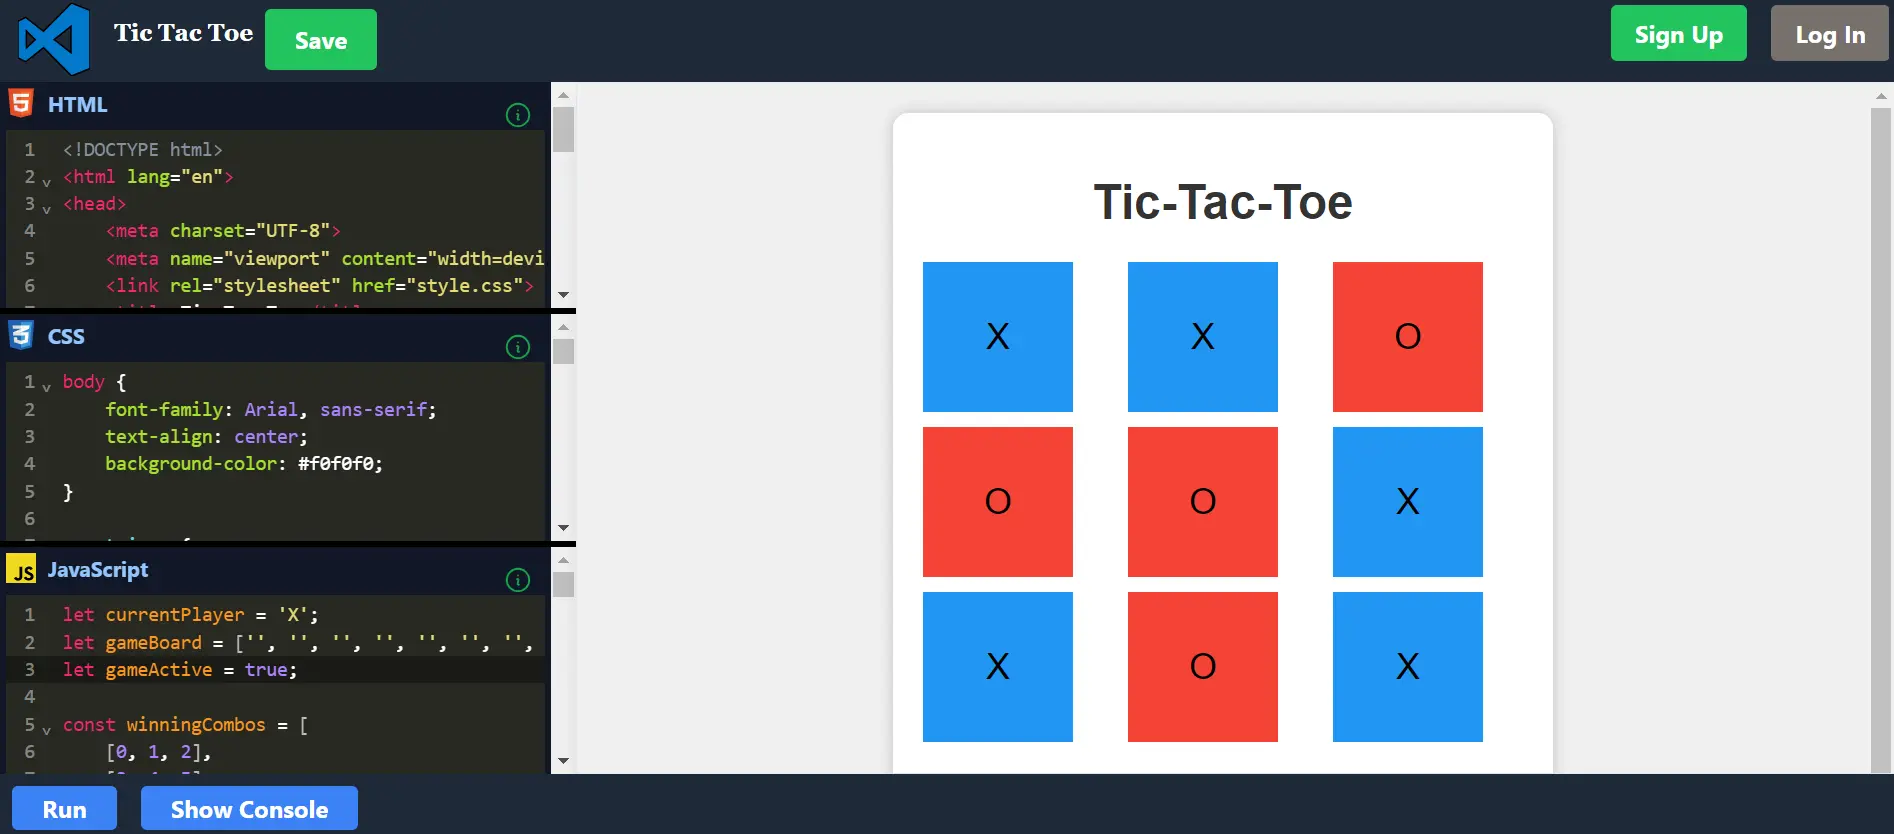 Tic Tac Toe
Save
Sign Up
Log In
HTML
1 <!DOCTYPE html>
2 <html lang="en">
3 <head>
4 <meta charset="UTF-8">
5 <meta name="viewport" content="width=devi
6 <link rel="stylesheet" href="style.css">
CSS
1 body {
2 font-family: Arial, sans-serif;
3 text-align: center;
4 background-color: #f0f0f0;
5 }
6
JS JavaScript
1 let currentPlayer = 'X';
2 let gameBoard = ['', '', '', '', '', '', '',
3 let gameActive = true;
4
5 const winningCombos = [
6 [0, 1, 2],
Run
Show Console
Tic-Tac-Toe
X X O
O O X
X O X